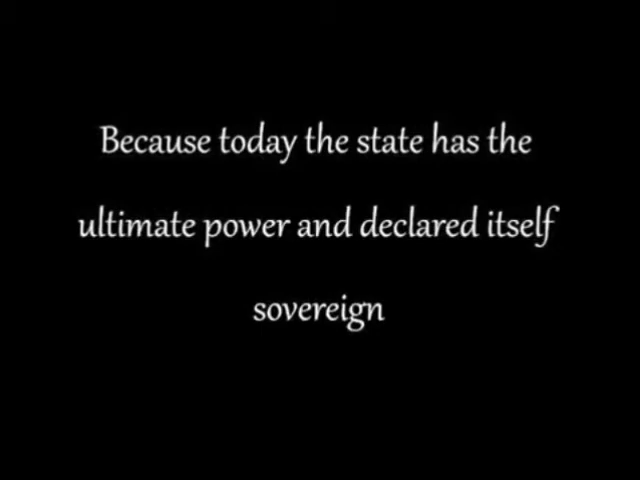 Because today the state has the
ultimate power and declared itself
sovereign